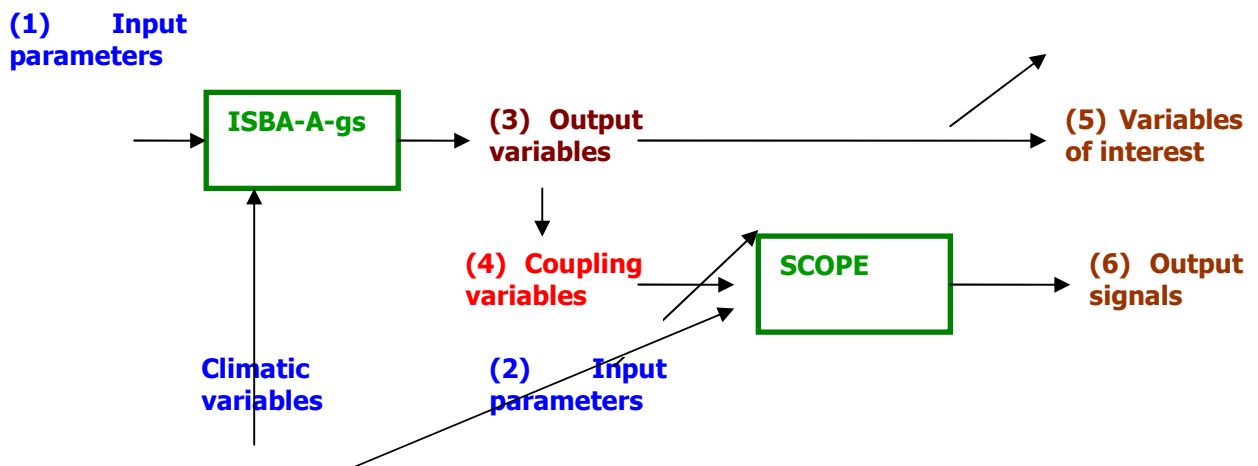 (1) Input
parameters
ISBA-A-gs
(3) Output
variables
(5) Variables
of interest
(4) Coupling
variables
SCOPE
(6) Output
signals
Climatic
variables
(2) Input
parameters